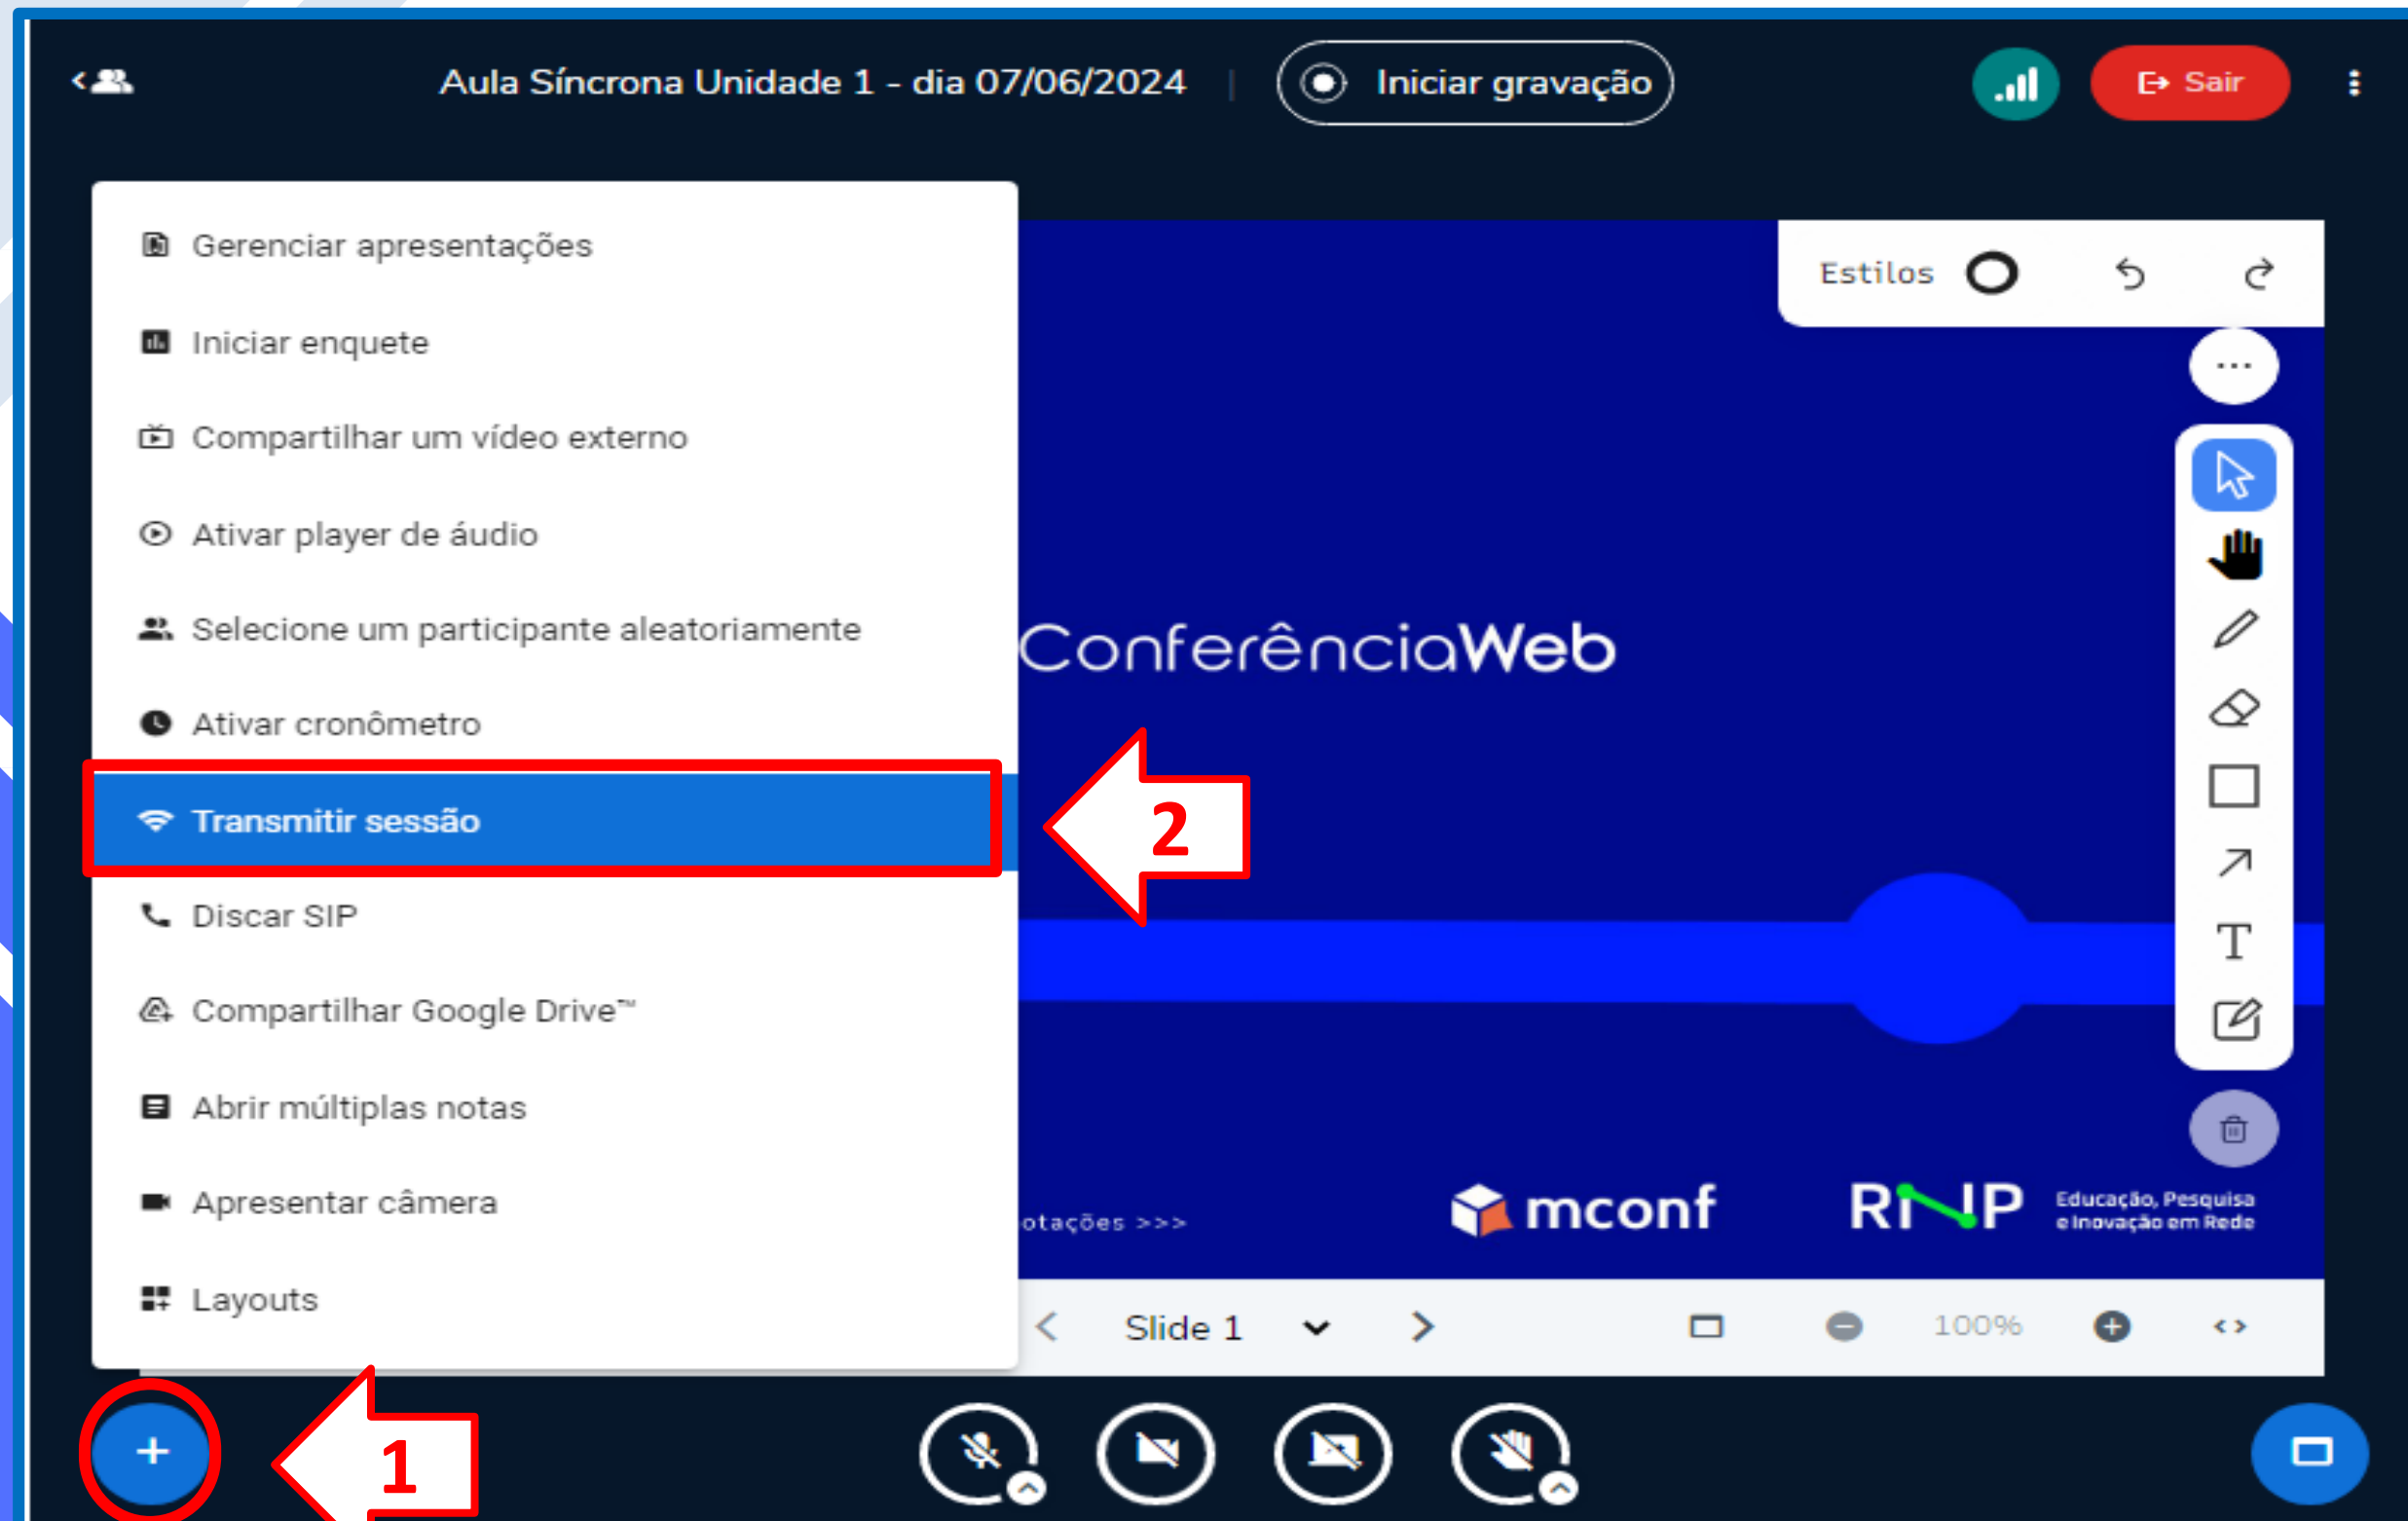 Aula Síncrona Unidade 1 - dia 07/06/2024
Iniciar gravação
Sair
Gerenciar apresentações
Iniciar enquete
Compartilhar um vídeo externo
Ativar player de áudio
Selecione um participante aleatoriamente
Ativar cronômetro
Transmitir sessão
Discar SIP
Compartilhar Google Drive™
Abrir múltiplas notas
Apresentar câmera
Layouts
Estilos
ConferênciaWeb
2
T
otações >>>
mconf
RNP
Educação, Pesquisa
e Inovação em Rede
Slide 1
100%
1